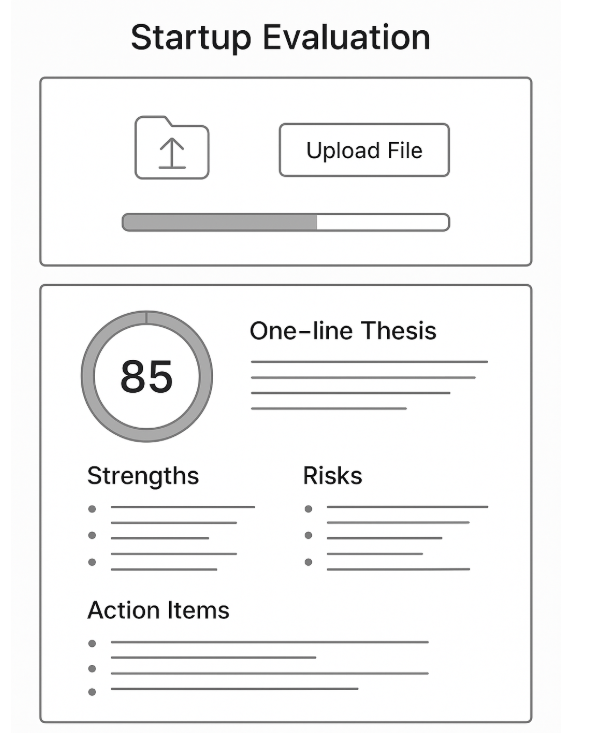 Startup Evaluation
Upload File
85
One–line Thesis
Strengths
Risks
Action Items